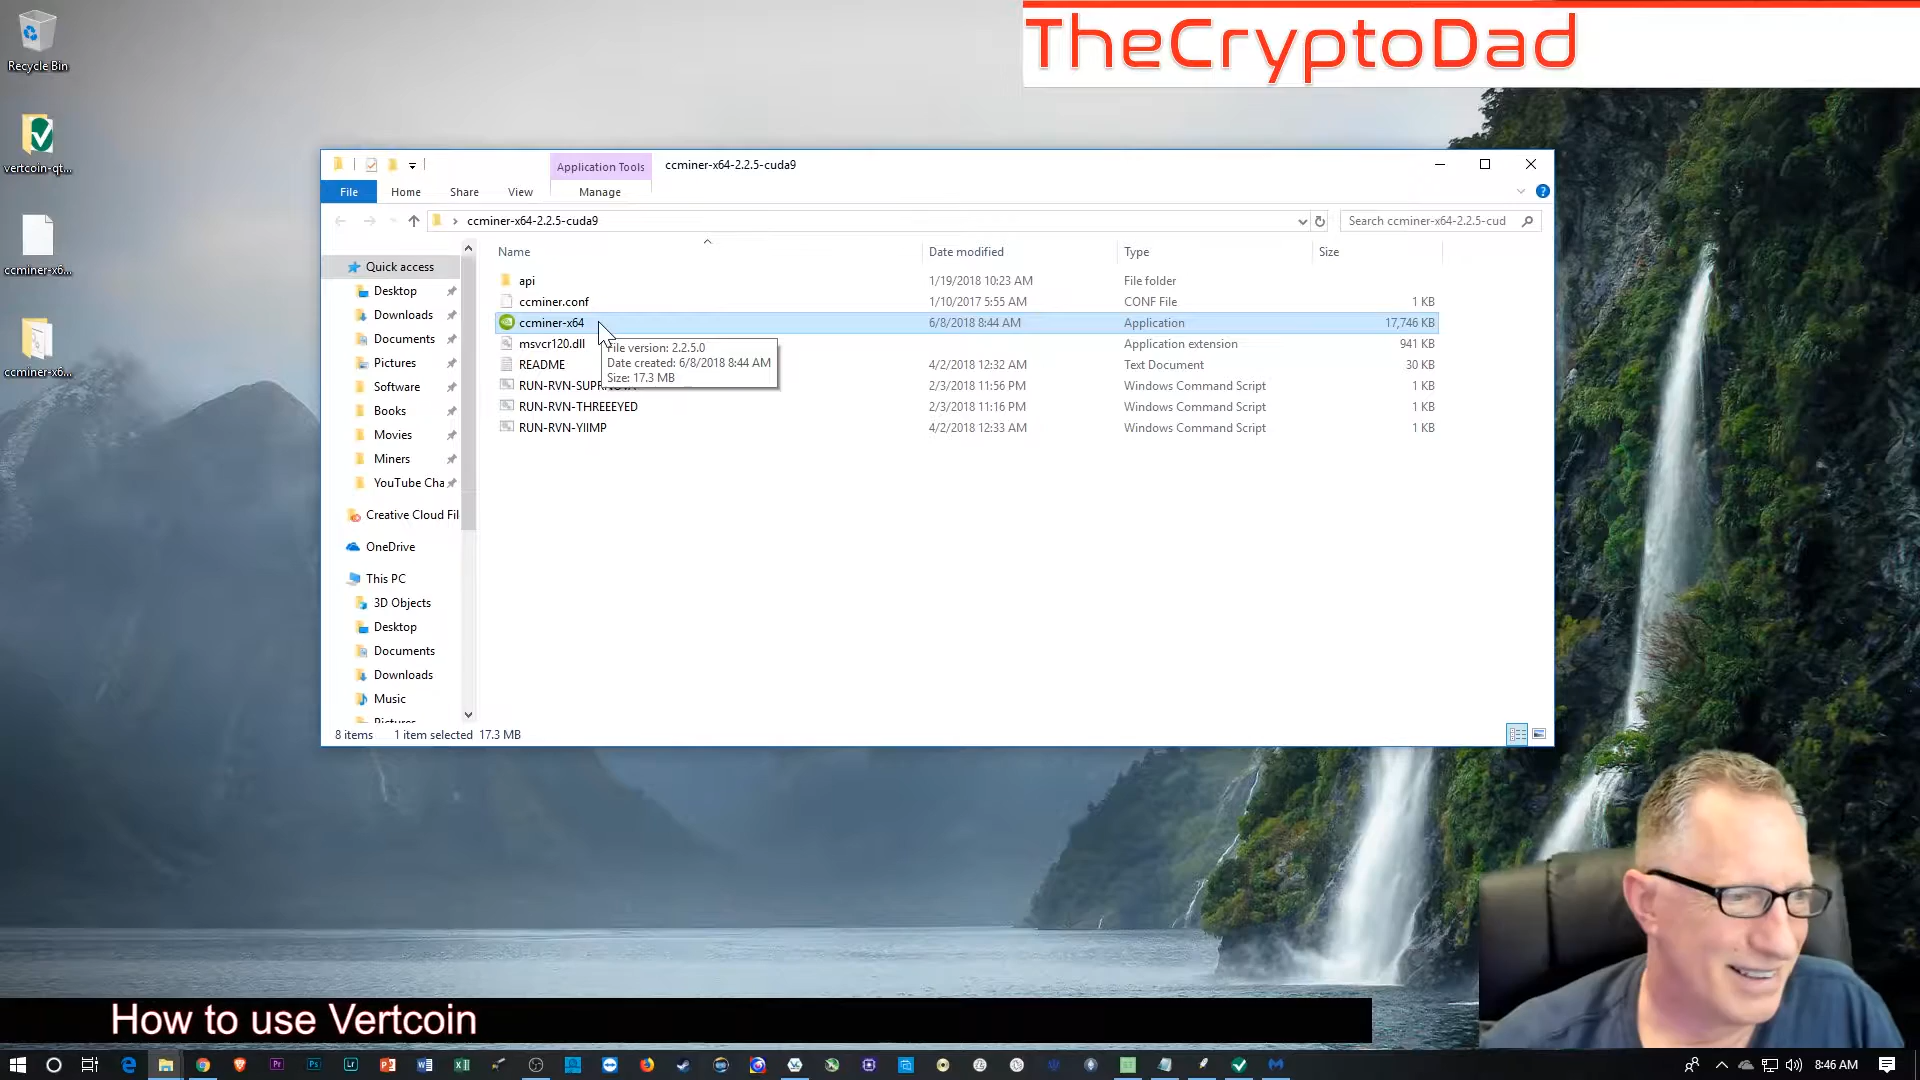 TheCryptoDad
Recycle Bin
vertcoin-qt...
ccminer-x6...
ccminer-x6...
Application Tools
ccminer-x64-2.2.5-cuda9
File
Home
Share
View
Manage
ccminer-x64-2.2.5-cuda9
Search ccminer-x64-2.2.5-cud
Name
Date modified
Type
Size
Quick access
Desktop
Downloads
Documents
Pictures
Software
Books
Movies
Miners
YouTube Cha
Creative Cloud Fil
OneDrive
This PC
3D Objects
Desktop
Documents
Downloads
Music
Pictures
api 1/19/2018 10:23 AM File folder
ccminer.conf 1/10/2017 5:55 AM CONF File 1 KB
ccminer-x64 6/8/2018 8:44 AM Application 17,746 KB
msvcr120.dll Application extension 941 KB
README 4/2/2018 12:32 AM Text Document 30 KB
2/3/2018 11:56 PM Windows Command Script 1 KB
RUN-RVN-THREEEYED 2/3/2018 11:16 PM Windows Command Script 1 KB
RUN-RVN-YIIMP 4/2/2018 12:33 AM Windows Command Script 1 KB
File version: 2.2.5.0
Date created: 6/8/2018 8:44 AM
Size: 17.3 MB
8 items 1 item selected 17.3 MB
How to use Vertcoin
8:46 AM